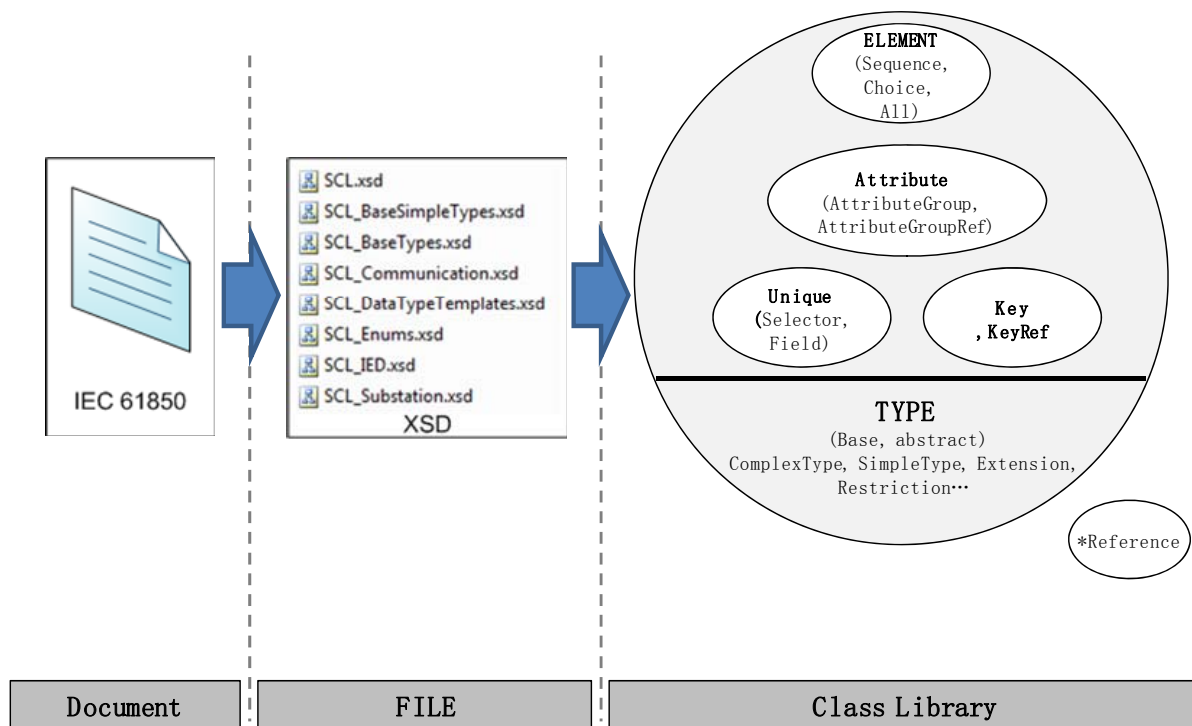 IEC 61850
SCL.xsd
SCL_BaseSimpleTypes.xsd
SCL_BaseTypes.xsd
SCL_Communication.xsd
SCL_DataTypeTemplates.xsd
SCL_Enums.xsd
SCL_IED.xsd
SCL_Substation.xsd
XSD
ELEMENT
(Sequence,
Choice,
All)
Attribute
(AttributeGroup,
AttributeGroupRef)
Unique
(Selector,
Field)
Key
, KeyRef
TYPE
(Base, abstract)
ComplexType, SimpleType, Extension,
Restriction…
*Reference
Document
FILE
Class Library